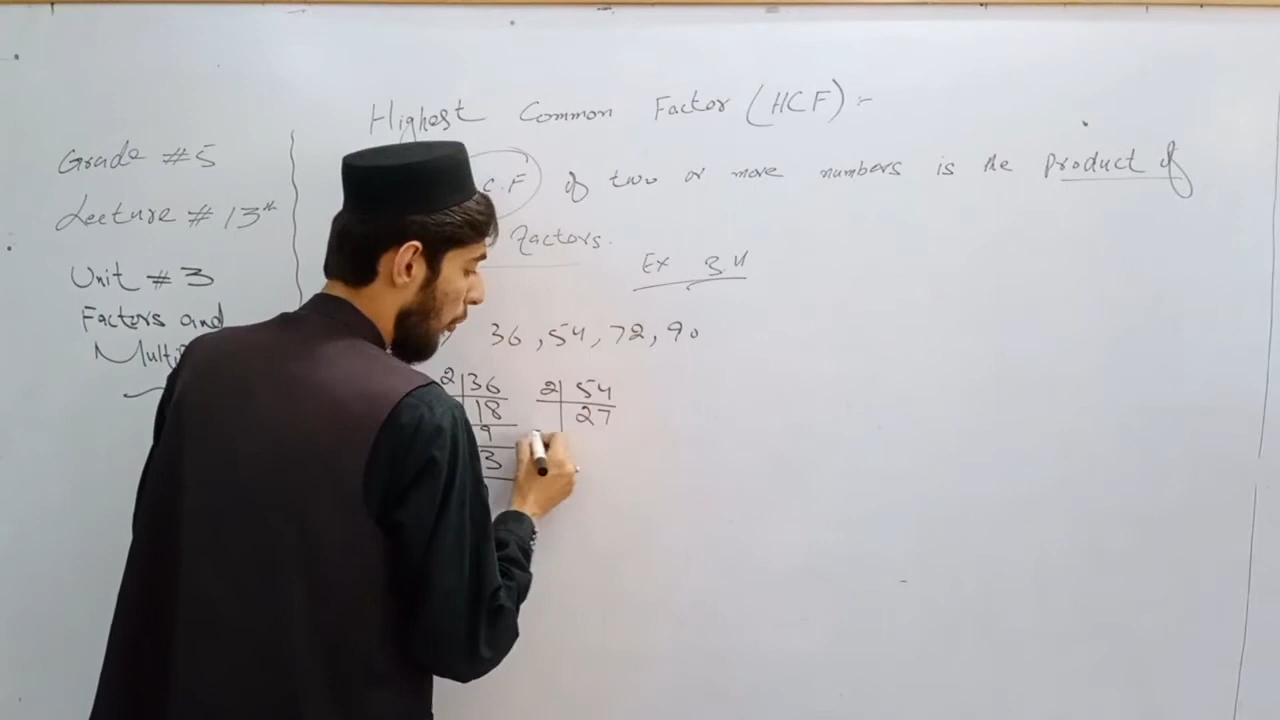 Highest Common Factor (HCF):-
Grade #5
Lecture # 13th
Unit #3
Factors and
C.F of two or more numbers is the product of
Factors.
Ex 3.4
36, 54, 72, 90
2 36
18
9
3
2 54
27